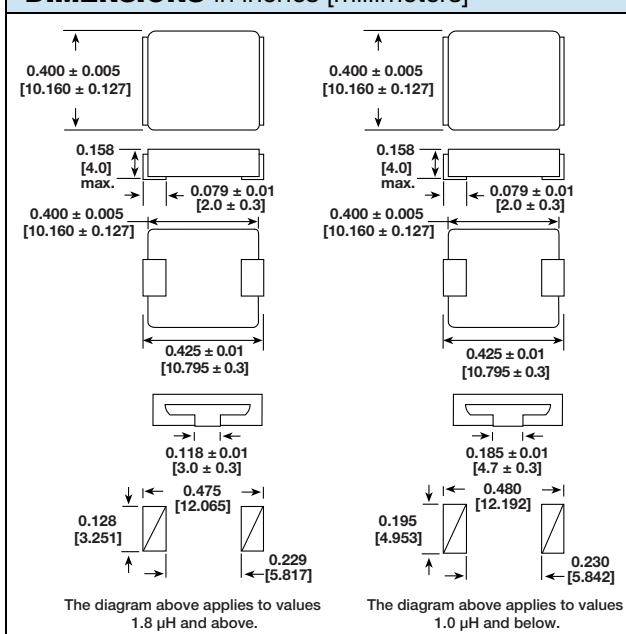 DIMENSIONS in inches [millimeters]
0.400 ± 0.005
[10.160 ± 0.127]
0.158
[4.0]
max.
0.079 ± 0.01
[2.0 ± 0.3]
0.400 ± 0.005
[10.160 ± 0.127]
0.425 ± 0.01
[10.795 ± 0.3]
0.118 ± 0.01
[3.0 ± 0.3]
0.475
[12.065]
0.128
[3.251]
0.229
[5.817]
The diagram above applies to values
1.8 µH and above.
0.400 ± 0.005
[10.160 ± 0.127]
0.158
[4.0]
max.
0.079 ± 0.01
[2.0 ± 0.3]
0.400 ± 0.005
[10.160 ± 0.127]
0.425 ± 0.01
[10.795 ± 0.3]
0.185 ± 0.01
[4.7 ± 0.3]
0.480
[12.192]
0.195
[4.953]
0.230
[5.842]
The diagram above applies to values
1.0 µH and below.